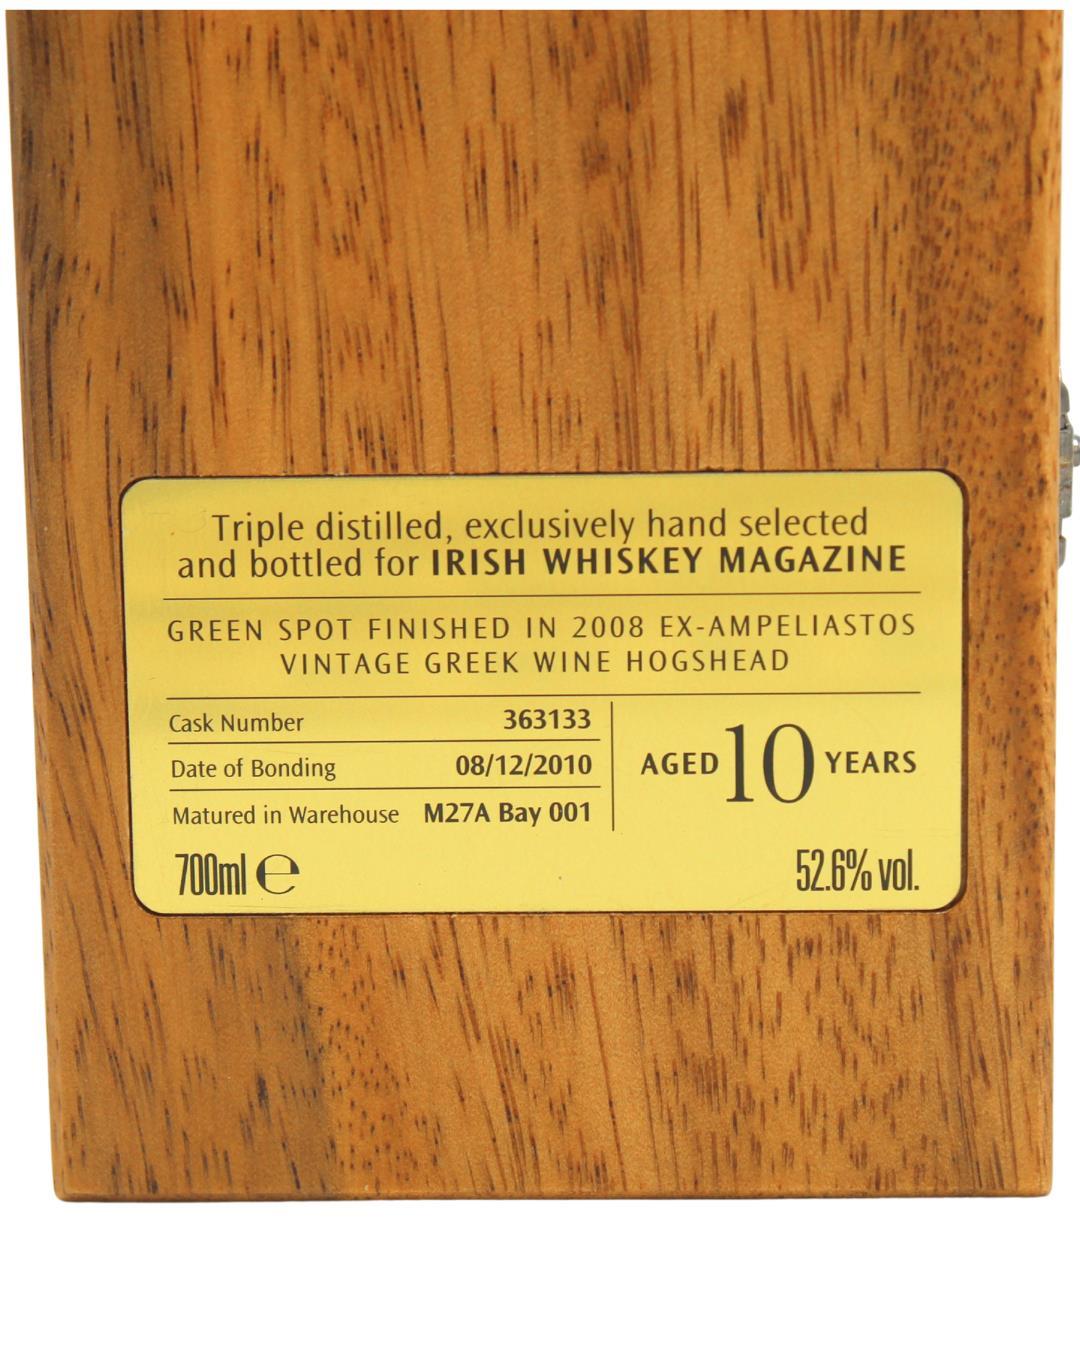 Triple distilled, exclusively hand selected
and bottled for IRISH WHISKEY MAGAZINE
GREEN SPOT FINISHED IN 2008 EX-AMPELIASTOS
VINTAGE GREEK WINE HOGSHEAD
Cask Number 363133
Date of Bonding 08/12/2010
Matured in Warehouse M27A Bay 001
AGED 10 YEARS
700ml ℮
52.6% vol.